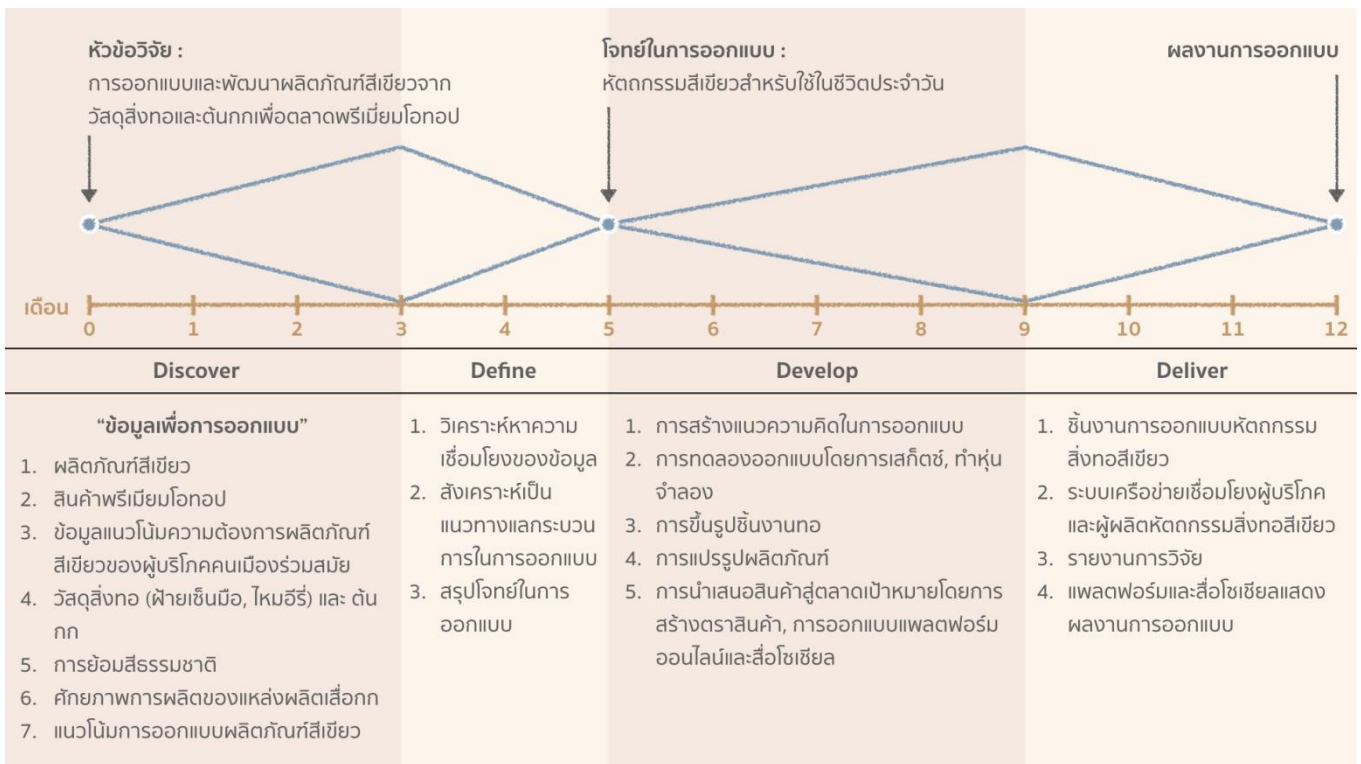 หัวข้อวิจัย :
การออกแบบและพัฒนาผลิตภัณฑ์สีเขียวจาก
วัสดุสิ่งทอและต้นกกเพื่อตลาดพรีเมี่ยมโอทอป
โจทย์ในการออกแบบ :
หัตถกรรมสีเขียวสำหรับใช้ในชีวิตประจำวัน
ผลงานการออกแบบ
เดือน
0 1 2 3 4 5 6 7 8 9 10 11 12
Discover
Define
Develop
Deliver
“ข้อมูลเพื่อการออกแบบ”
1. ผลิตภัณฑ์สีเขียว
2. สินค้าพรีเมียมโอทอป
3. ข้อมูลแนวโน้มความต้องการผลิตภัณฑ์
สีเขียวของผู้บริโภคคนเมืองร่วมสมัย
4. วัสดุสิ่งทอ (ฝ้ายเข็นมือ, ไหมอีรี่) และ ต้น
กก
5. การย้อมสีธรรมชาติ
6. ศักยภาพการผลิตของแหล่งผลิตเสื่อกก
7. แนวโน้มการออกแบบผลิตภัณฑ์สีเขียว
1. วิเคราะห์หาความ
เชื่อมโยงของข้อมูล
2. สังเคราะห์เป็น
แนวทางแลกระบวน
การในการออกแบบ
3. สรุปโจทย์ในการ
ออกแบบ
1. การสร้างแนวความคิดในการออกแบบ
2. การทดลองออกแบบโดยการเสก็ตช์, ทำหุ่น
จำลอง
3. การขึ้นรูปชิ้นงานทอ
4. การแปรรูปผลิตภัณฑ์
5. การนำเสนอสินค้าสู่ตลาดเป้าหมายโดยการ
สร้างตราสินค้า, การออกแบบแพลตฟอร์ม
ออนไลน์และสื่อโซเชียล
1. ชิ้นงานการออกแบบหัตถกรรม
สิ่งทอสีเขียว
2. ระบบเครือข่ายเชื่อมโยงผู้บริโภค
และผู้ผลิตหัตถกรรมสิ่งทอสีเขียว
3. รายงานการวิจัย
4. แพลตฟอร์มและสื่อโซเชียลแสดง
ผลงานการออกแบบ